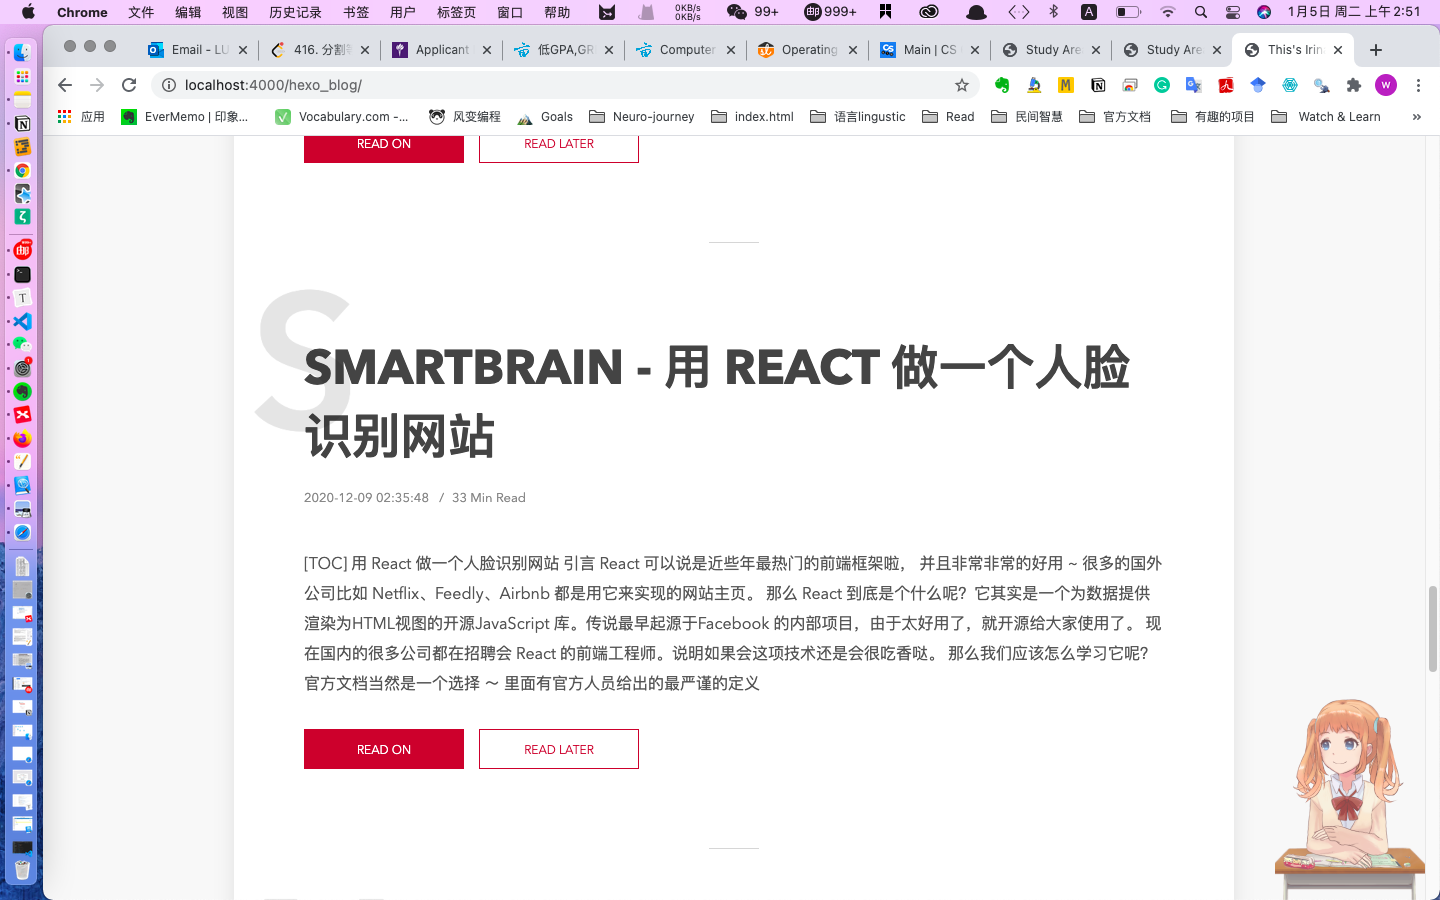 Chrome 文件 编辑 视图 历史记录 书签 用户 标签页 窗口 帮助 0KB/s 0KB/s 99+ 999+ A 1月5日 周二 上午2:51
Email - LU 416. 分割 Applicant 低GPA,GR Computer Operating Main | CS Study Are Study Are This's Irin
localhost:4000/hexo_blog/ W
应用 EverMemo | 印象... Vocabulary.com -... 风变编程 Goals Neuro-journey index.html 语言lingustic Read 民间智慧 官方文档 有趣的项目 Watch & Learn »
READ ON READ LATER
S
SMARTBRAIN - 用 REACT 做一个人脸
识别网站
2020-12-09 02:35:48 / 33 Min Read
[TOC] 用 React 做一个人脸识别网站 引言 React 可以说是近些年最热门的前端框架啦， 并且非常非常的好用 ~ 很多的国外
公司比如 Netflix、Feedly、Airbnb 都是用它来实现的网站主页。 那么 React 到底是个什么呢？它其实是一个为数据提供
渲染为HTML视图的开源JavaScript 库。传说最早起源于Facebook 的内部项目，由于太好用了，就开源给大家使用了。 现
在国内的很多公司都在招聘会 React 的前端工程师。说明如果会这项技术还是会很吃香哒。 那么我们应该怎么学习它呢？
官方文档当然是一个选择 ～ 里面有官方人员给出的最严谨的定义
READ ON READ LATER